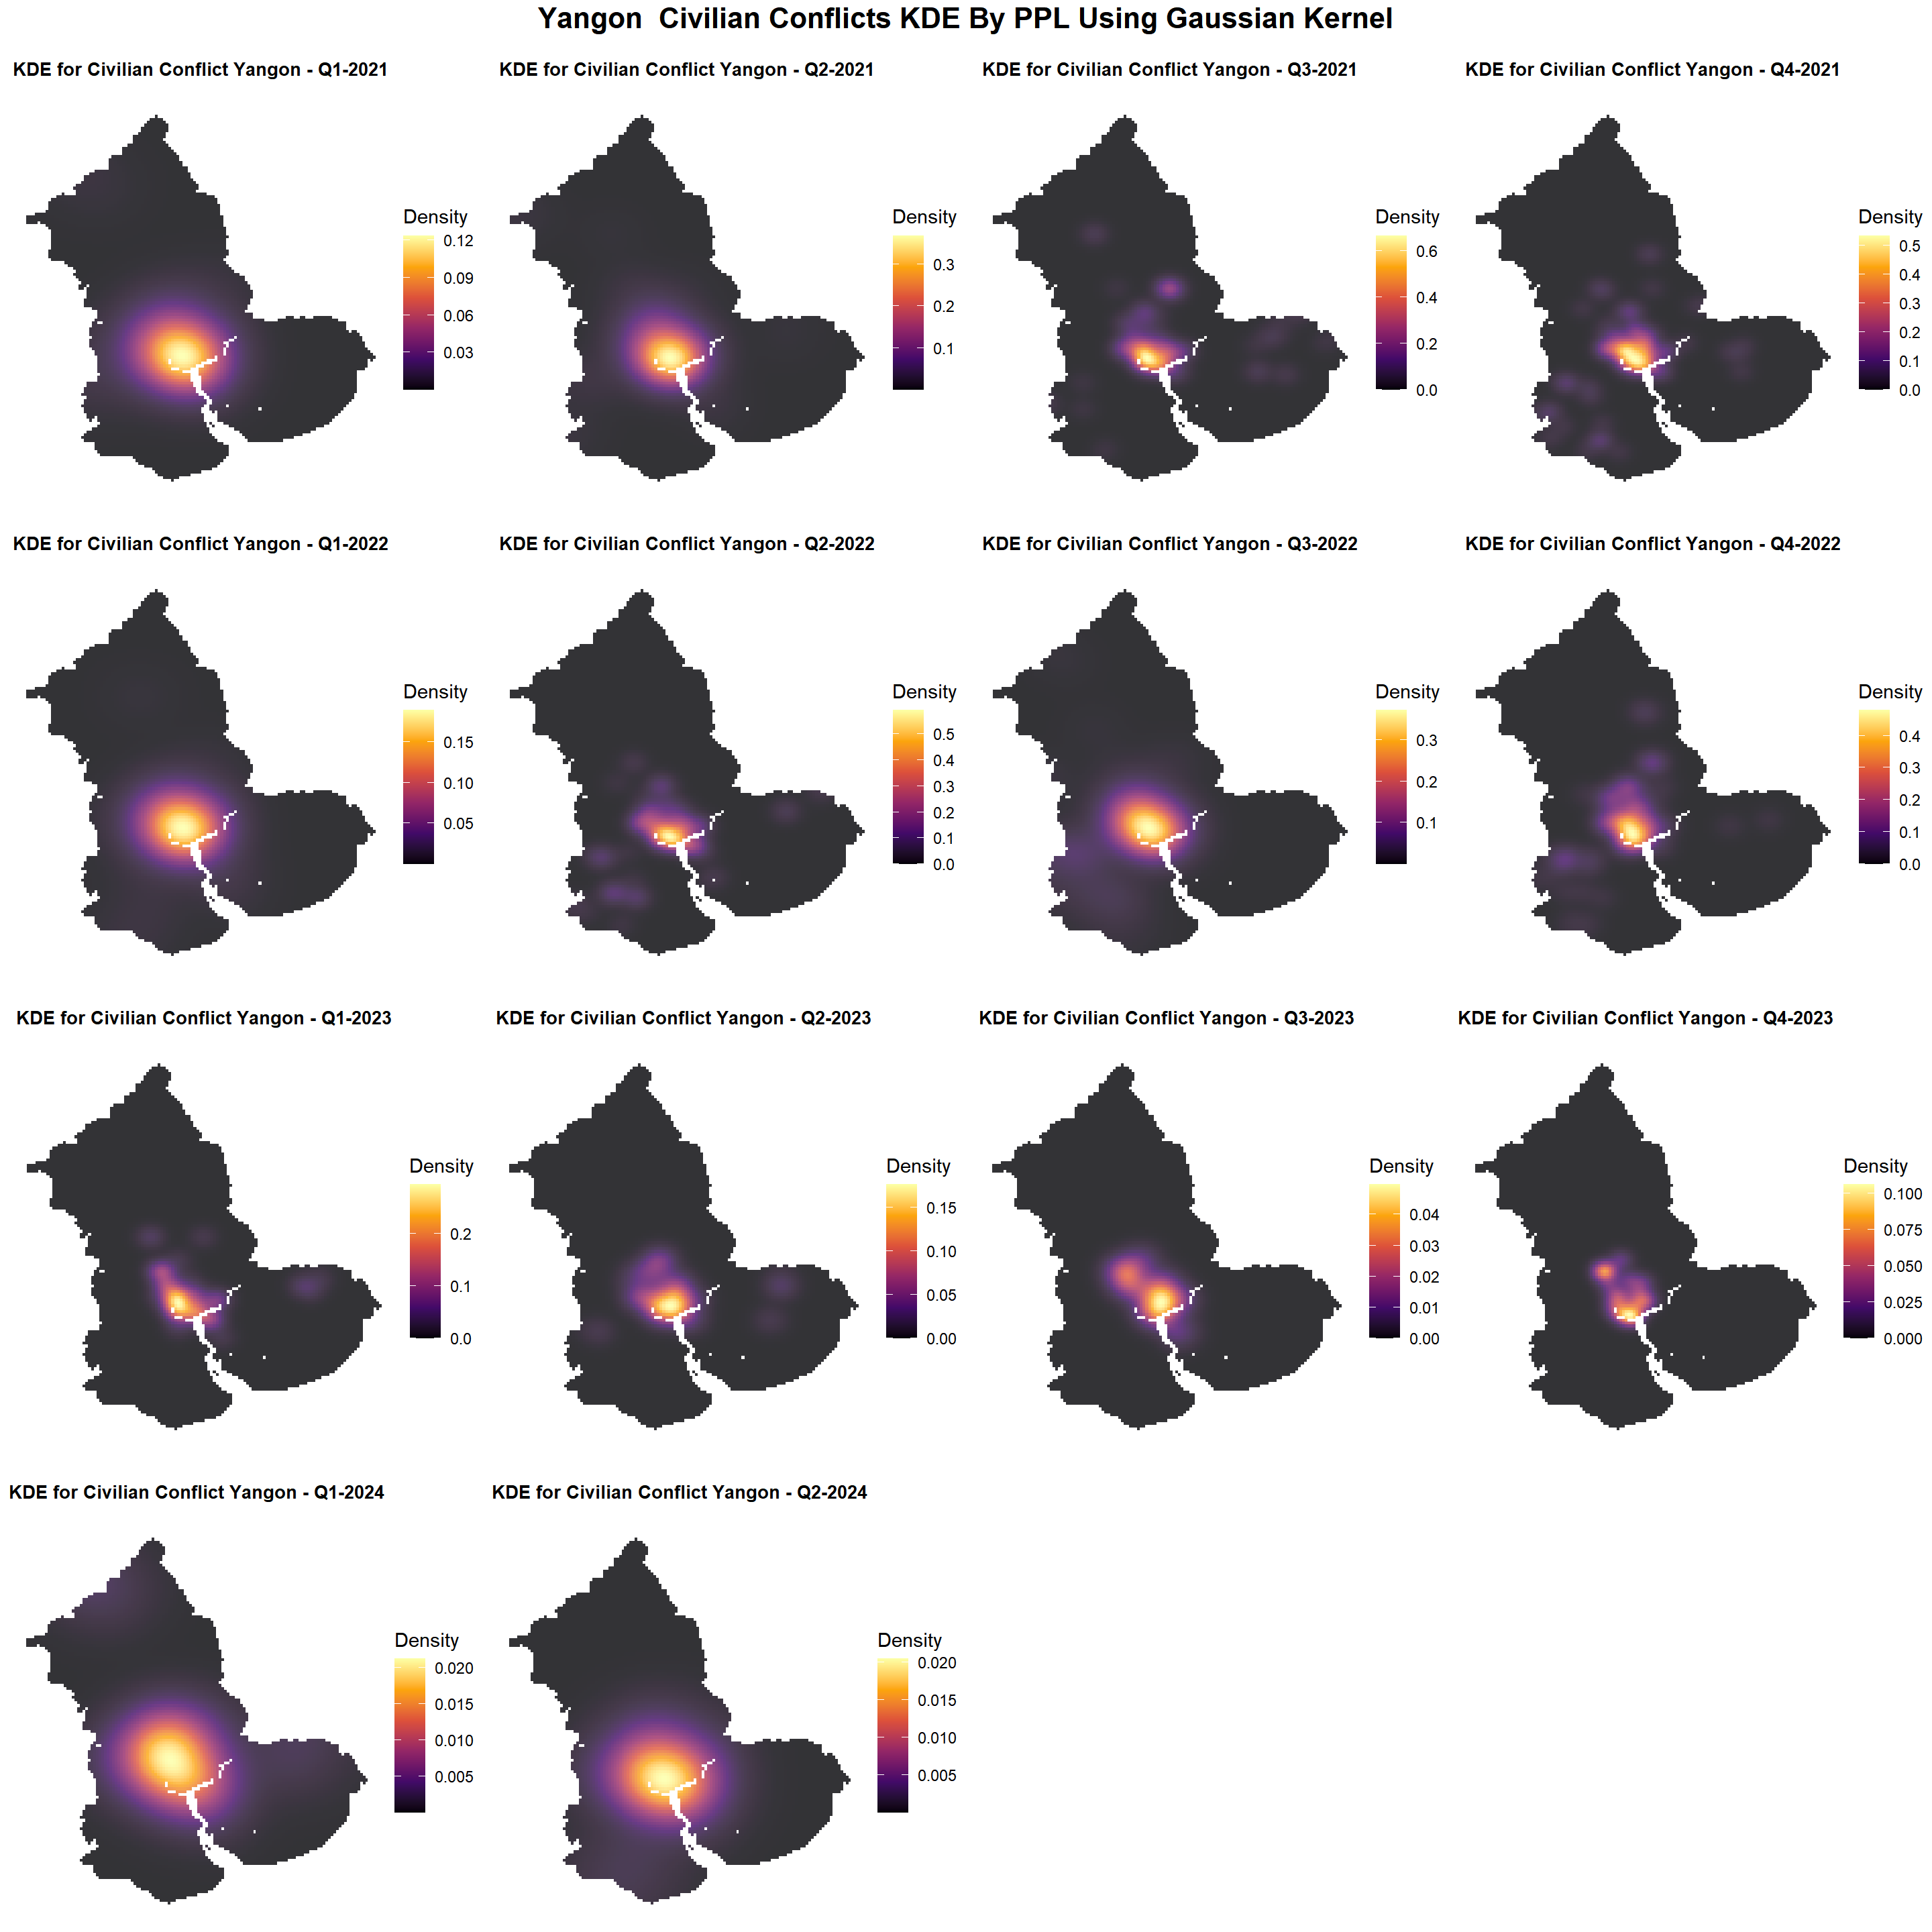 Yangon  Civilian Conflicts KDE By PPL Using Gaussian Kernel
KDE for Civilian Conflict Yangon - Q1-2021
Density
0.12
0.09
0.06
0.03
KDE for Civilian Conflict Yangon - Q2-2021
Density
0.3
0.2
0.1
KDE for Civilian Conflict Yangon - Q3-2021
Density
0.6
0.4
0.2
0.0
KDE for Civilian Conflict Yangon - Q4-2021
Density
0.5
0.4
0.3
0.2
0.1
0.0
KDE for Civilian Conflict Yangon - Q1-2022
Density
0.15
0.10
0.05
KDE for Civilian Conflict Yangon - Q2-2022
Density
0.5
0.4
0.3
0.2
0.1
0.0
KDE for Civilian Conflict Yangon - Q3-2022
Density
0.3
0.2
0.1
KDE for Civilian Conflict Yangon - Q4-2022
Density
0.4
0.3
0.2
0.1
0.0
KDE for Civilian Conflict Yangon - Q1-2023
Density
0.2
0.1
0.0
KDE for Civilian Conflict Yangon - Q2-2023
Density
0.15
0.10
0.05
0.00
KDE for Civilian Conflict Yangon - Q3-2023
Density
0.04
0.03
0.02
0.01
0.00
KDE for Civilian Conflict Yangon - Q4-2023
Density
0.100
0.075
0.050
0.025
0.000
KDE for Civilian Conflict Yangon - Q1-2024
Density
0.020
0.015
0.010
0.005
KDE for Civilian Conflict Yangon - Q2-2024
Density
0.020
0.015
0.010
0.005